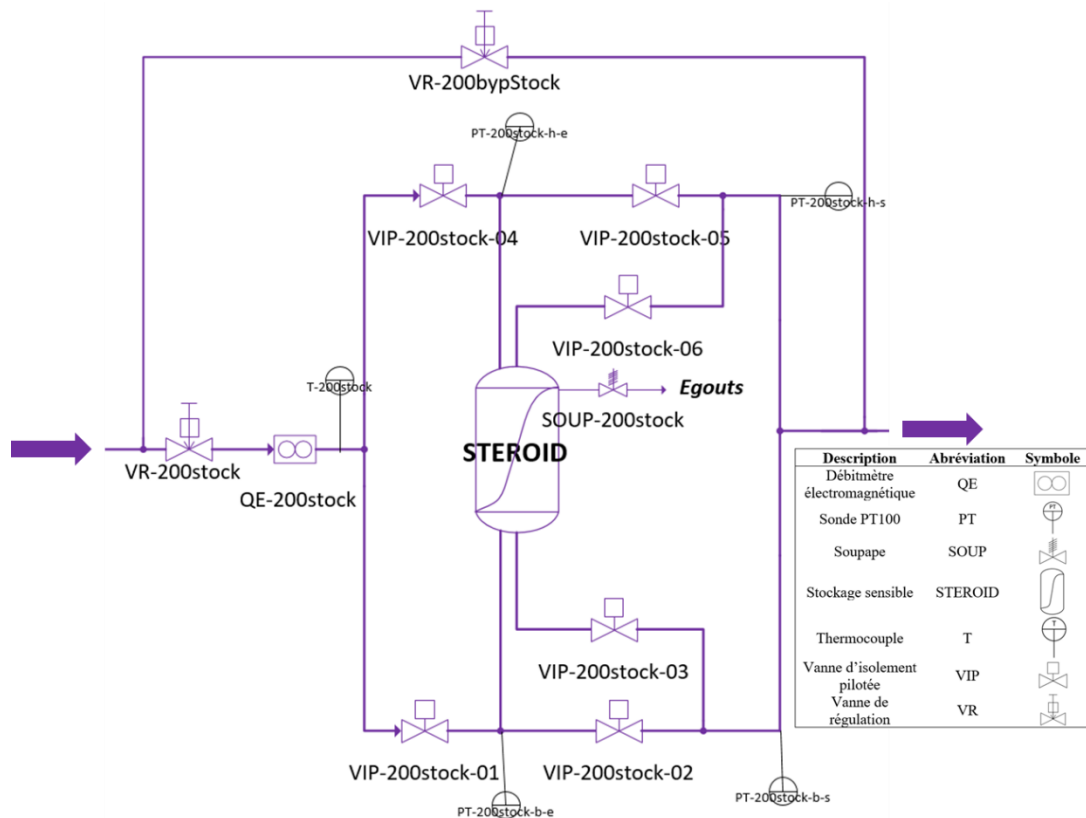 VR-200bypStock
PT-200stock-h-e
VIP-200stock-04
VIP-200stock-05
PT-200stock-h-s
VIP-200stock-06
T-200stock
Egouts
SOUP-200stock
STEROID
VR-200stock
QE-200stock
VIP-200stock-03
VIP-200stock-01
VIP-200stock-02
PT-200stock-b-e
PT-200stock-b-s
Description Abréviation Symbole
Débitmètre
électromagnétique
QE
Sonde PT100 PT
PT
Soupape SOUP
Stockage sensible STEROID
Thermocouple T
T
Vanne d'isolement
pilotée
VIP
Vanne de
régulation
VR